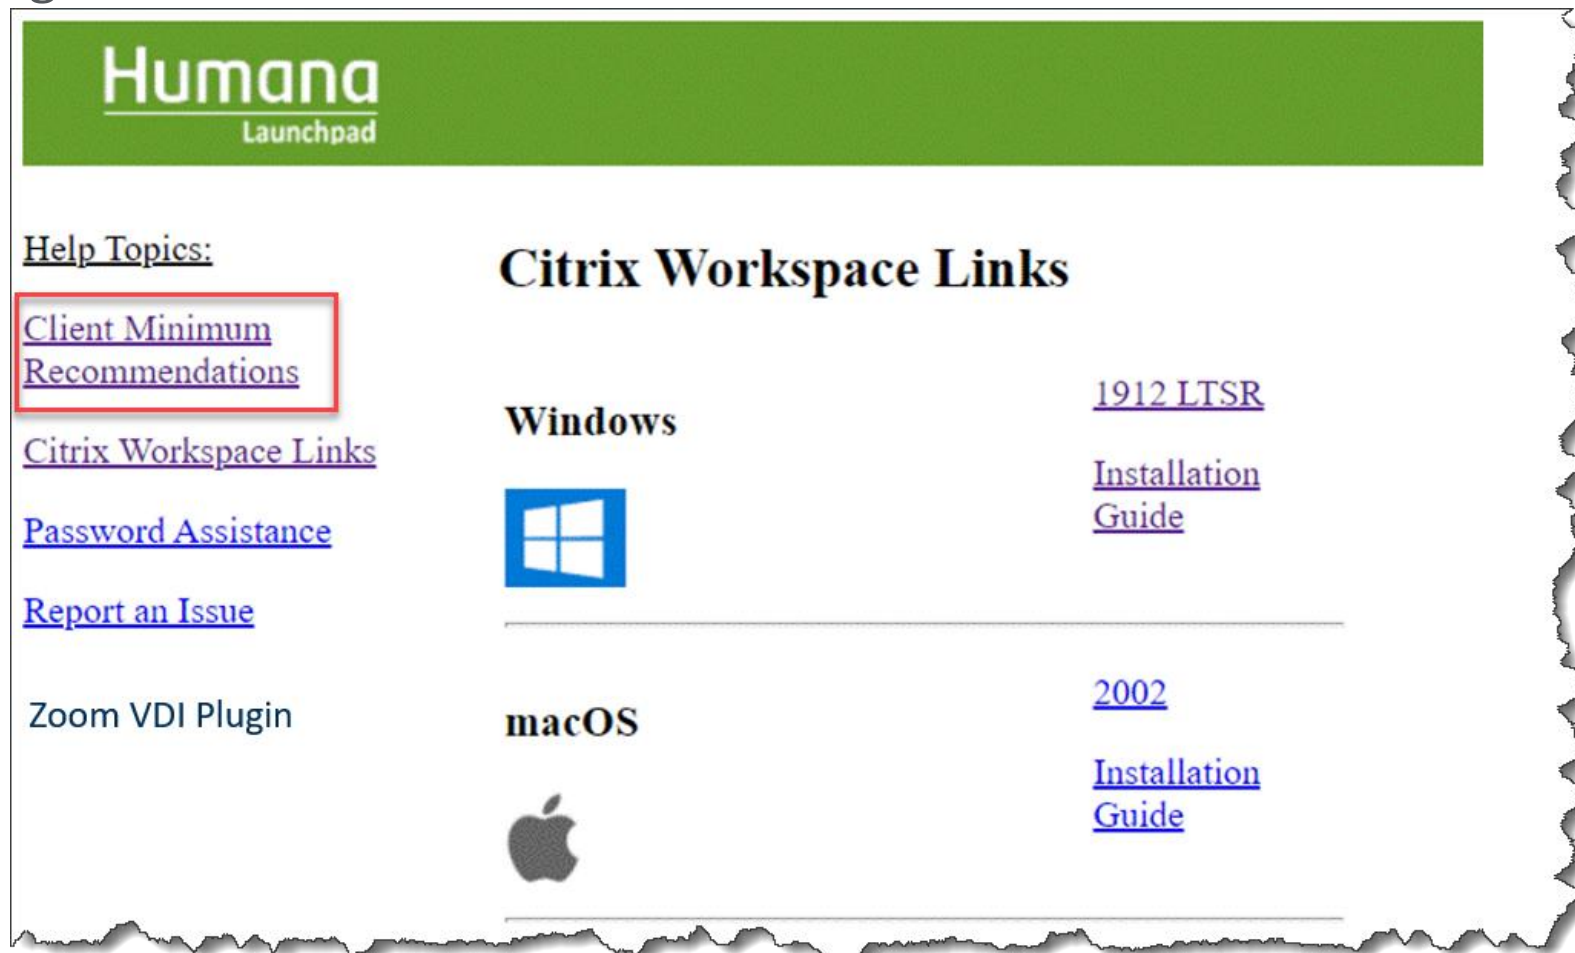 Humana
Launchpad
Help Topics:
Client Minimum
Recommendations
Citrix Workspace Links
Password Assistance
Report an Issue
Zoom VDI Plugin
Citrix Workspace Links
Windows
1912 LTSR
Installation
Guide
macOS
2002
Installation
Guide